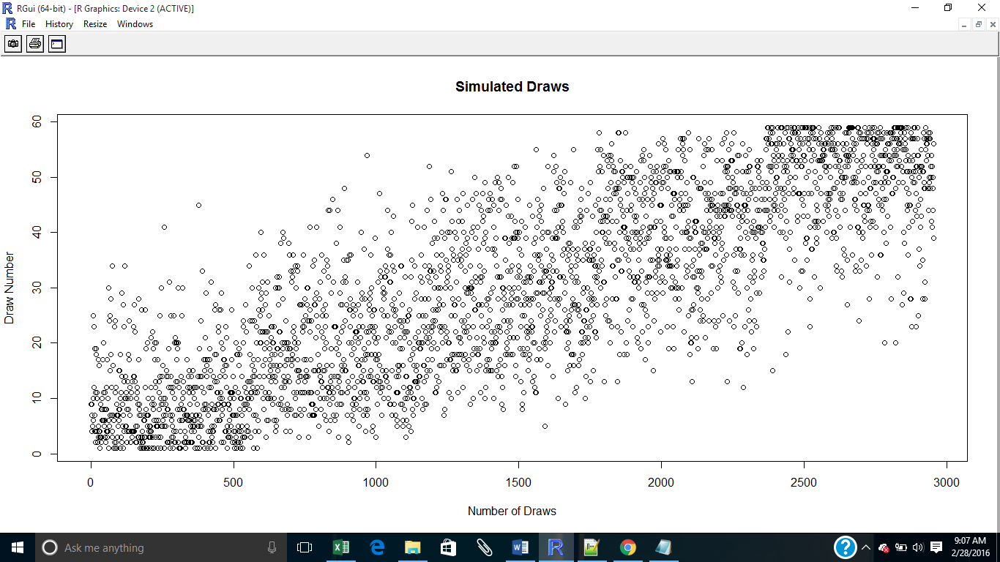 RGui (64-bit) - [R Graphics: Device 2 (ACTIVE)]
File History Resize Windows
Simulated Draws
Draw Number
60
50
40
30
20
10
0
0 500 1000 1500 2000 2500 3000
Number of Draws
Ask me anything
9:07 AM
2/28/2016